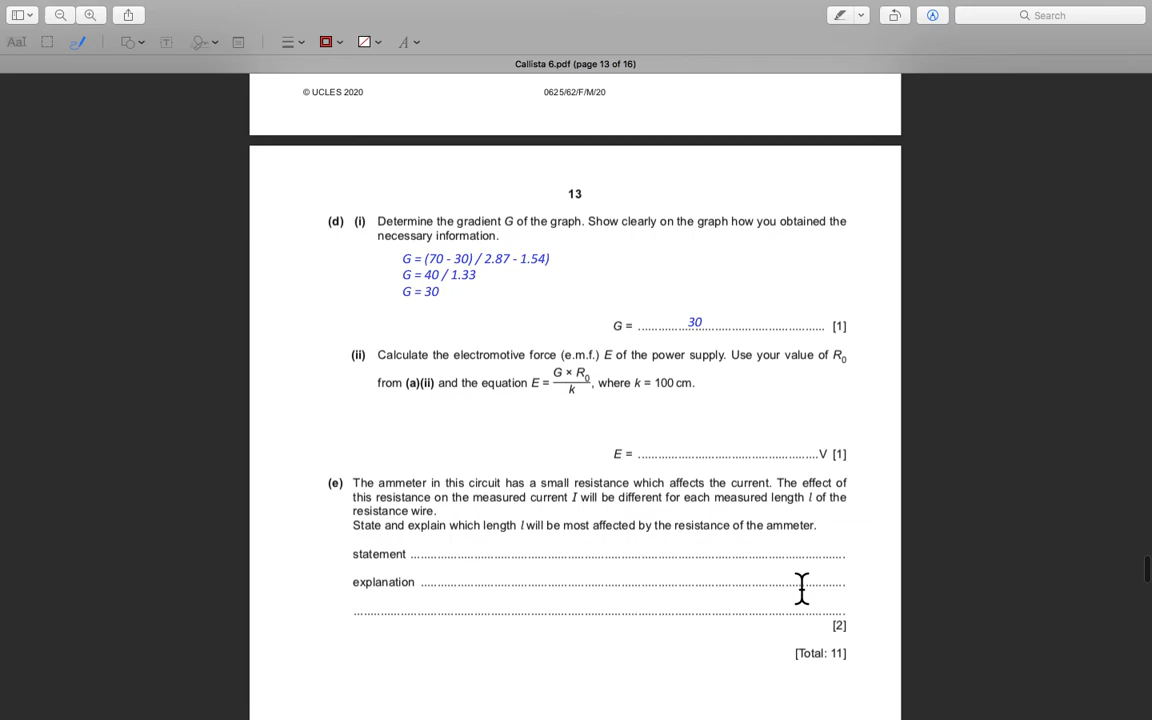 Search
AaI
A
Callista 6.pdf (page 13 of 16)
© UCLES 2020 0625/62/F/M/20
13
(d) (i) Determine the gradient G of the graph. Show clearly on the graph how you obtained the
necessary information.
G = (70 - 30) / 2.87 - 1.54)
G = 40 / 1.33
G = 30
G = ..........30.......... [1]
(ii) Calculate the electromotive force (e.m.f.) E of the power supply. Use your value of R₀
from (a)(ii) and the equation E = G × R₀ / k, where k = 100 cm.
E = ....................V [1]
(e) The ammeter in this circuit has a small resistance which affects the current. The effect of
this resistance on the measured current I will be different for each measured length l of the
resistance wire.
State and explain which length l will be most affected by the resistance of the ammeter.
statement ....................
explanation ....................
....................
[2]
[Total: 11]